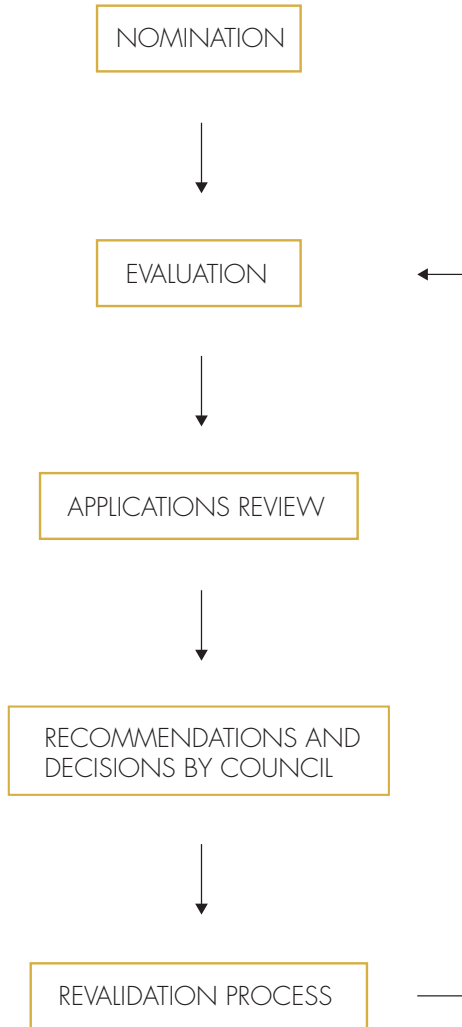 NOMINATION
EVALUATION
APPLICATIONS REVIEW
RECOMMENDATIONS AND
DECISIONS BY COUNCIL
REVALIDATION PROCESS